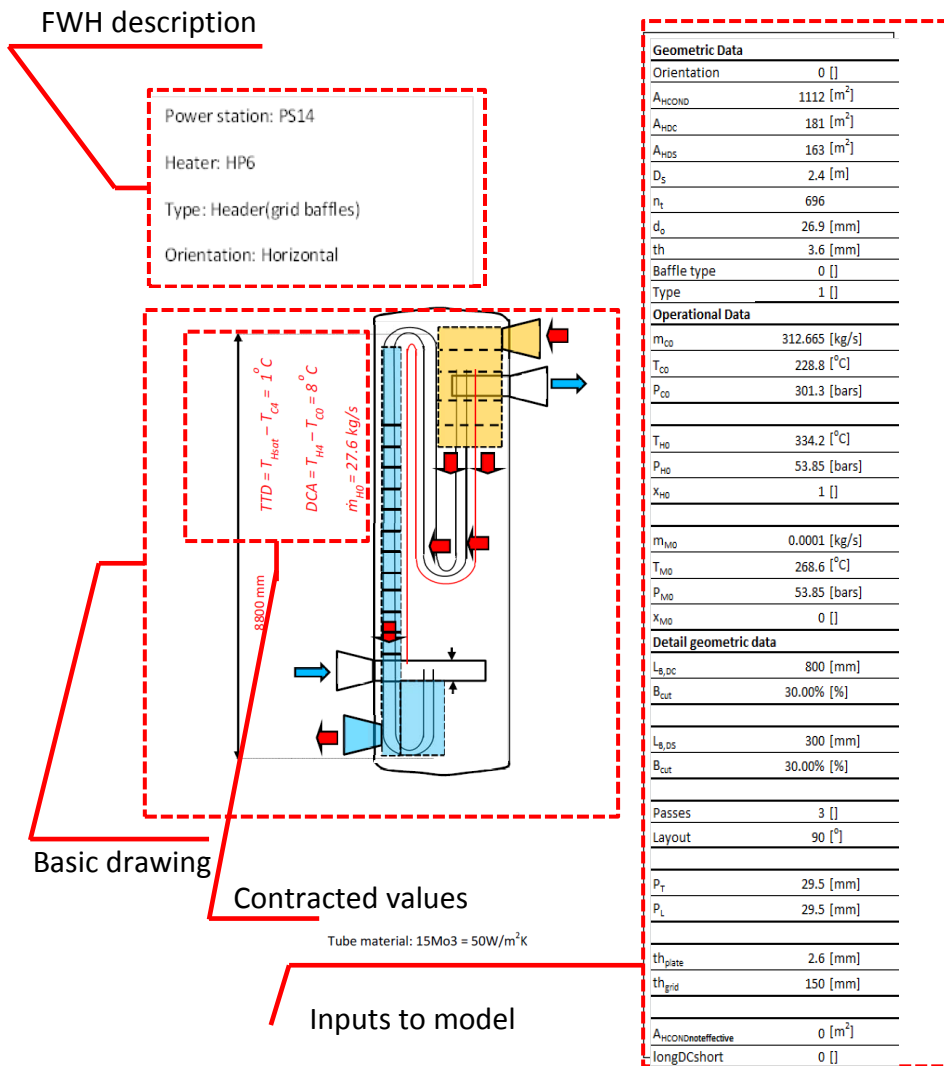 FWH description
Power station: PS14
Heater: HP6
Type: Header(grid baffles)
Orientation: Horizontal
TTD = T_Hsat – T_C4 = 1°C
DCA = T_H4 – T_C0 = 8°C
ṁ_H0 = 27.6 kg/s
8800 mm
Basic drawing
Contracted values
Tube material: 15Mo3 = 50W/m²K
Inputs to model
Geometric Data
Orientation 0 []
A_HCOND 1112 [m²]
A_HDC 181 [m²]
A_HDS 163 [m²]
D_S 2.4 [m]
n_t 696
d_o 26.9 [mm]
th 3.6 [mm]
Baffle type 0 []
Type 1 []
Operational Data
m_C0 312.665 [kg/s]
T_C0 228.8 [°C]
P_C0 301.3 [bars]
T_H0 334.2 [°C]
P_H0 53.85 [bars]
x_H0 1 []
m_M0 0.0001 [kg/s]
T_M0 268.6 [°C]
P_M0 53.85 [bars]
x_M0 0 []
Detail geometric data
L_B,DC 800 [mm]
B_cut 30.00% [%]
L_B,DS 300 [mm]
B_cut 30.00% [%]
Passes 3 []
Layout 90 [°]
P_T 29.5 [mm]
P_L 29.5 [mm]
th_plate 2.6 [mm]
th_grid 150 [mm]
A_HCONDnoteffective 0 [m²]
longDCshort 0 []